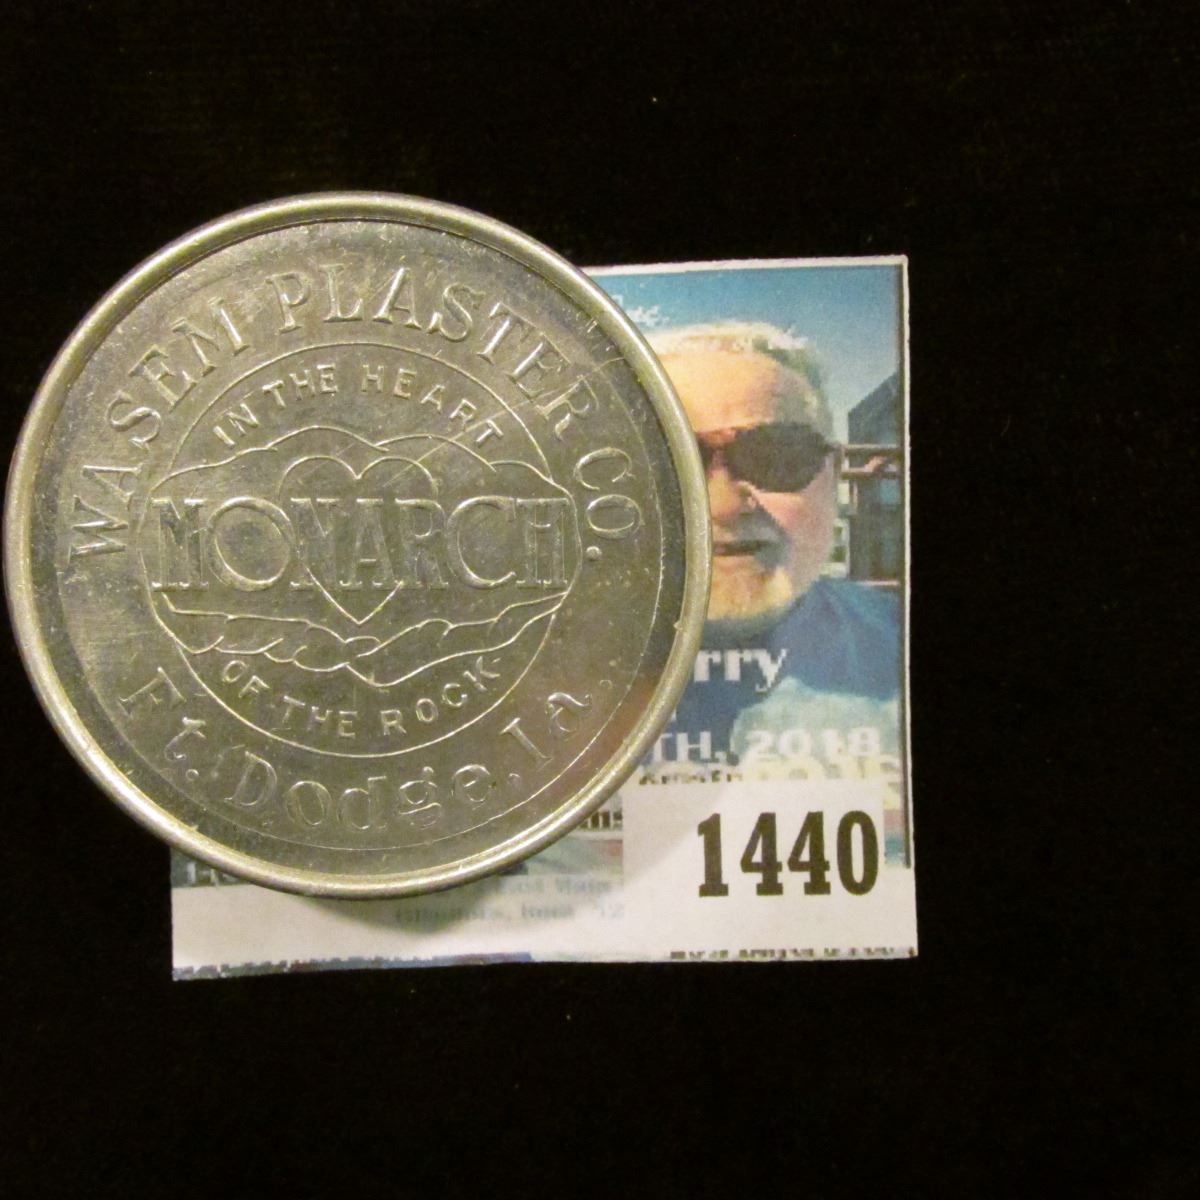 WASEM PLASTER CO.
IN THE HEART
MONARCH
OF THE ROCK
Ft. Dodge, Ia.
rry
TH, 2018
1440